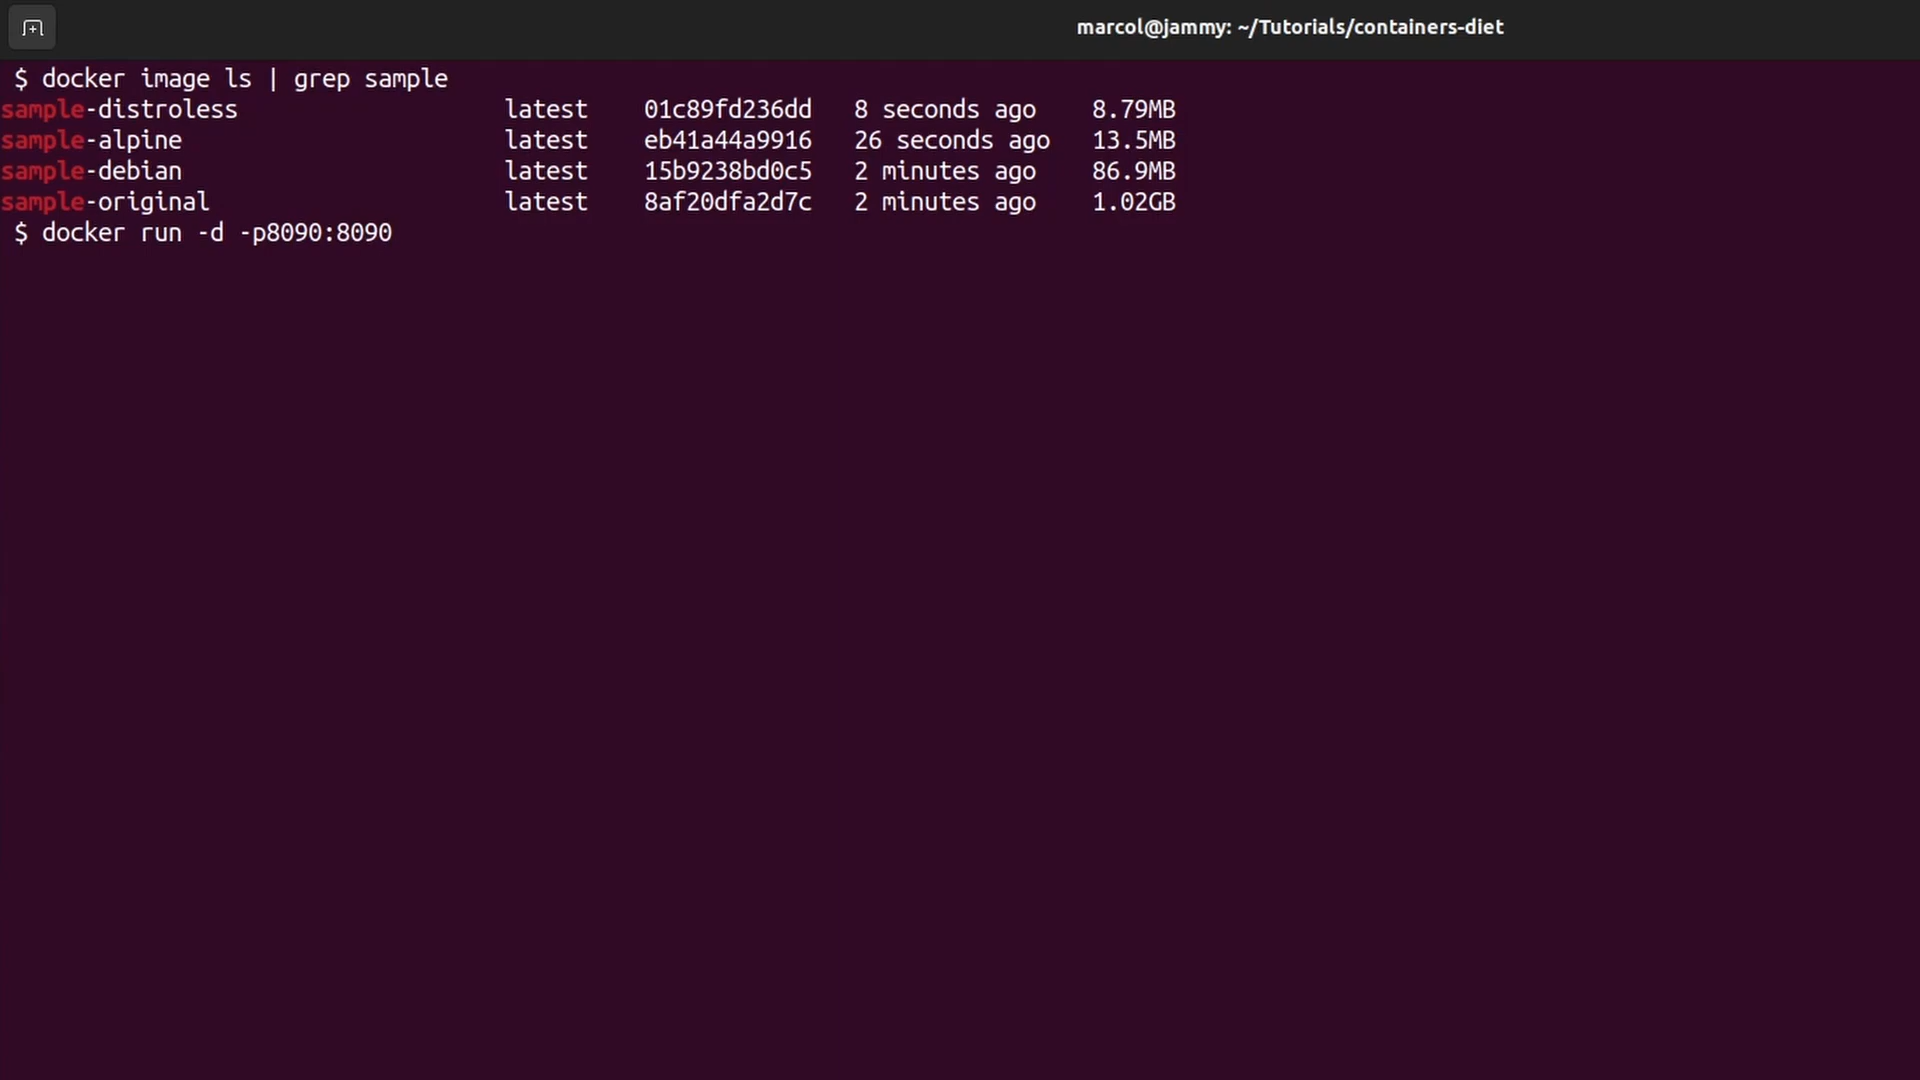 marcol@jammy: ~/Tutorials/containers-diet
$ docker image ls | grep sample
sample-distroless latest 01c89fd236dd 8 seconds ago 8.79MB
sample-alpine latest eb41a44a9916 26 seconds ago 13.5MB
sample-debian latest 15b9238bd0c5 2 minutes ago 86.9MB
sample-original latest 8af20dfa2d7c 2 minutes ago 1.02GB
$ docker run -d -p8090:8090